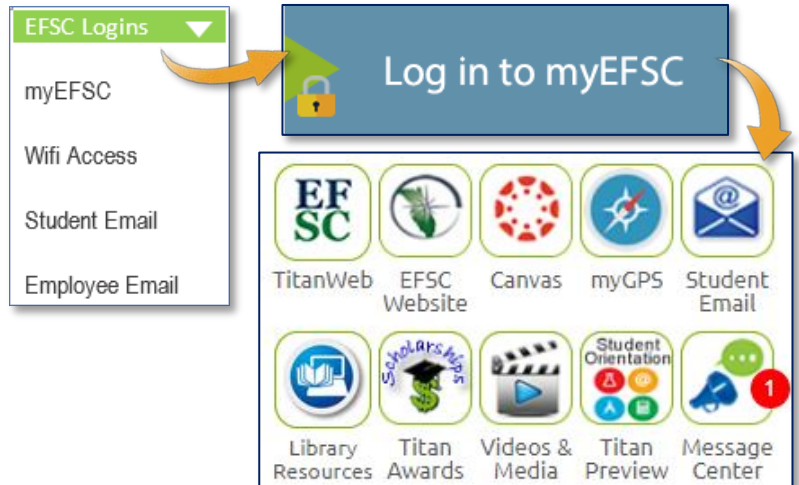 EFSC Logins
myEFSC
Wifi Access
Student Email
Employee Email
Log in to myEFSC
EF
SC
@
TitanWeb
EFSC
Website
Canvas
myGPS
Student
Email
Scholarships
$
Student
Orientation
@
A
1
Library
Resources
Titan
Awards
Videos &
Media
Titan
Preview
Message
Center